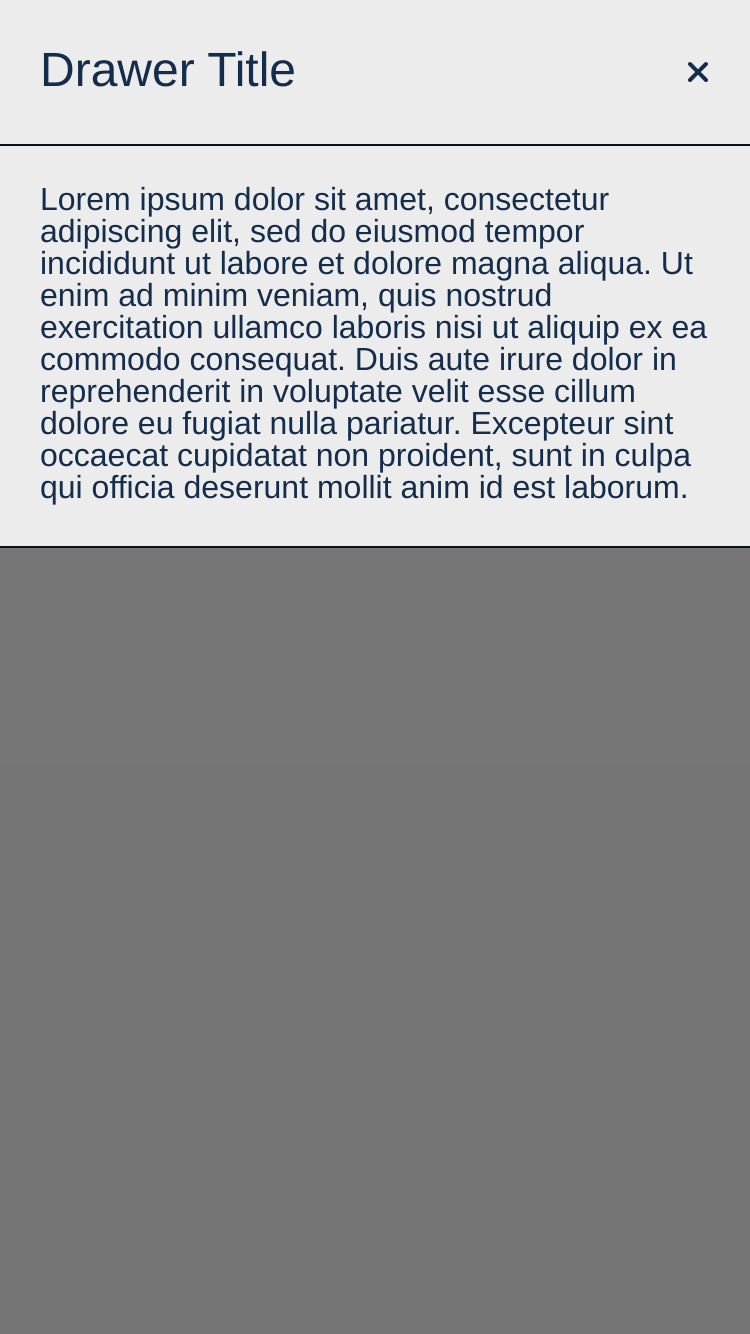 Drawer Title
Lorem ipsum dolor sit amet, consectetur
adipiscing elit, sed do eiusmod tempor
incididunt ut labore et dolore magna aliqua. Ut
enim ad minim veniam, quis nostrud
exercitation ullamco laboris nisi ut aliquip ex ea
commodo consequat. Duis aute irure dolor in
reprehenderit in voluptate velit esse cillum
dolore eu fugiat nulla pariatur. Excepteur sint
occaecat cupidatat non proident, sunt in culpa
qui officia deserunt mollit anim id est laborum.